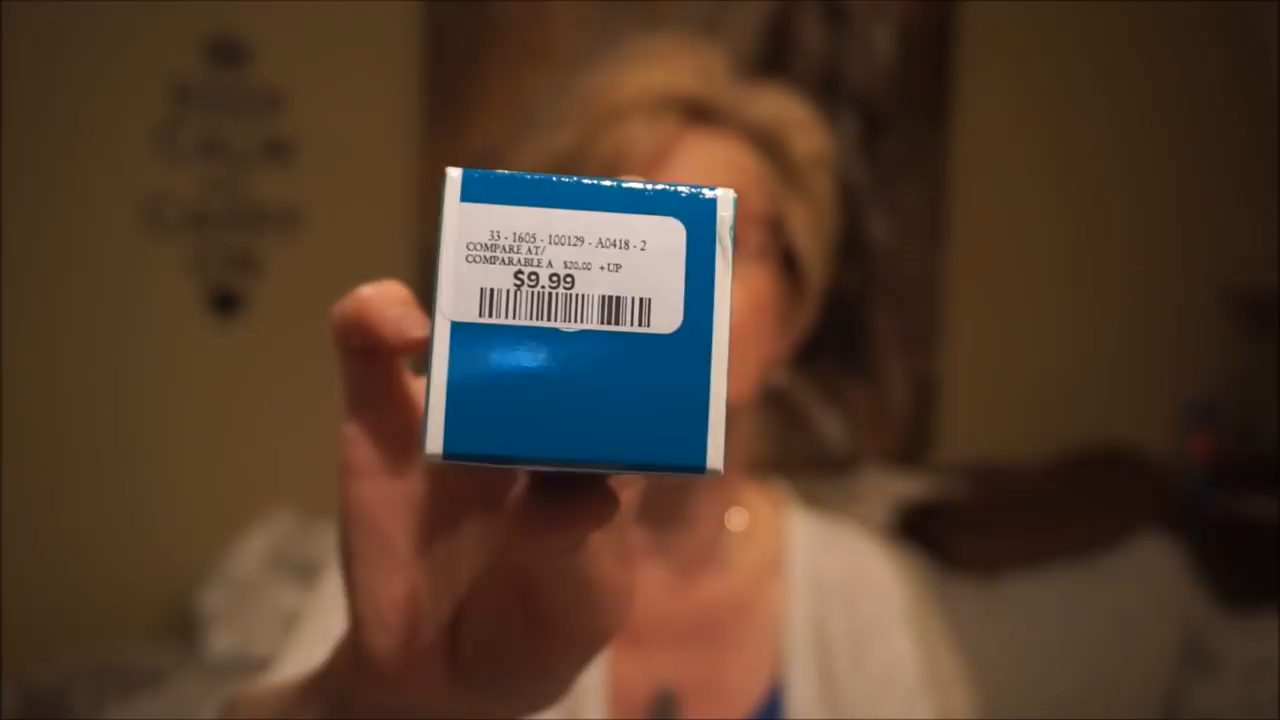 33 - 1605 - 100129 - A0418 - 2
COMPARE AT/
COMPARABLE A $20.00 + UP
$9.99